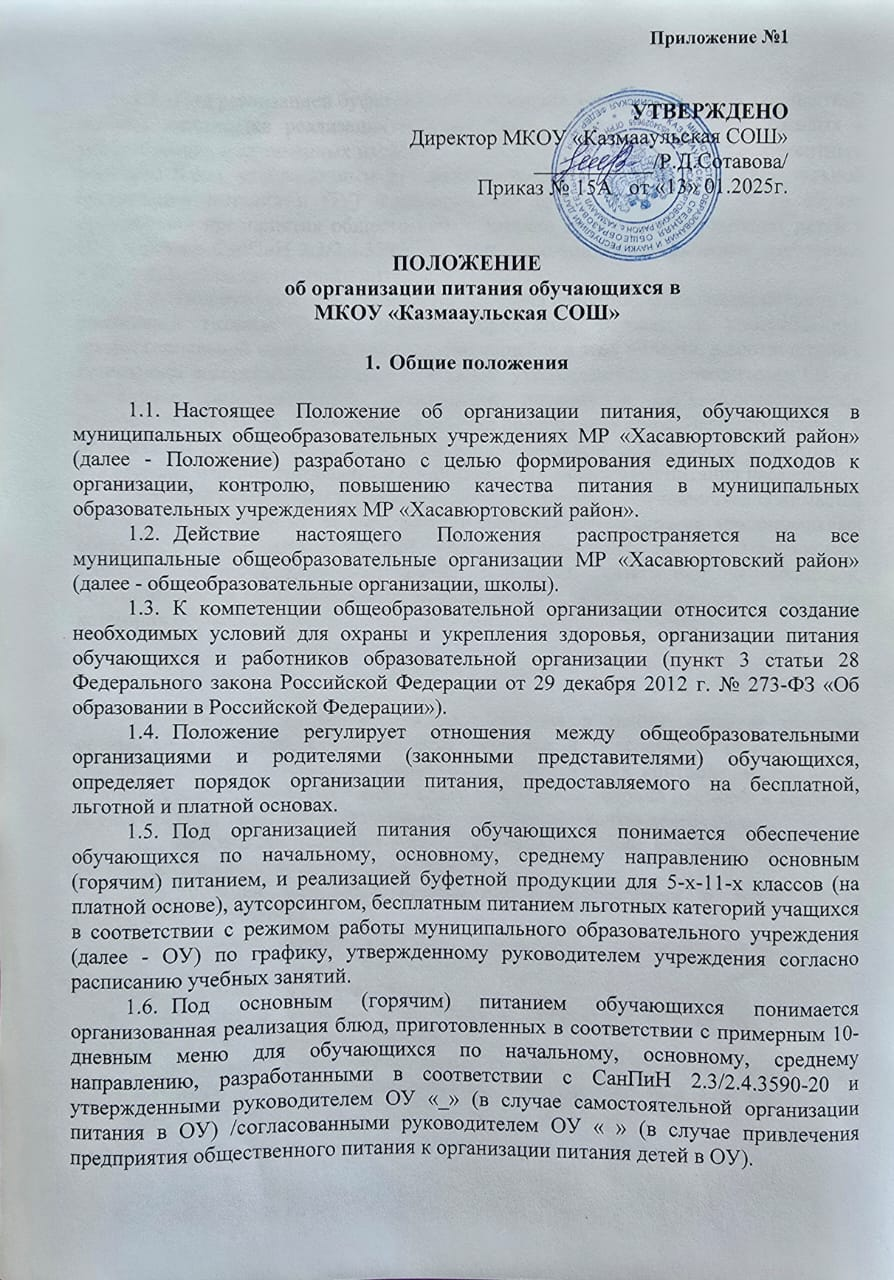 Приложение №1
УТВЕРЖДЕНО
Директор МКОУ «Казмааульская СОШ»
/Р.Д.Сотавова/
Приказ № 15А от «13» 01.2025г.
ПОЛОЖЕНИЕ
об организации питания обучающихся в
МКОУ «Казмааульская СОШ»
1. Общие положения
1.1. Настоящее Положение об организации питания, обучающихся в
муниципальных общеобразовательных учреждениях МР «Хасавюртовский район»
(далее - Положение) разработано с целью формирования единых подходов к
организации, контролю, повышению качества питания в муниципальных
образовательных учреждениях МР «Хасавюртовский район».
1.2. Действие настоящего Положения распространяется на все
муниципальные общеобразовательные организации МР «Хасавюртовский район»
(далее - общеобразовательные организации, школы).
1.3. К компетенции общеобразовательной организации относится создание
необходимых условий для охраны и укрепления здоровья, организации питания
обучающихся и работников образовательной организации (пункт 3 статьи 28
Федерального закона Российской Федерации от 29 декабря 2012 г. № 273-ФЗ «Об
образовании в Российской Федерации»).
1.4. Положение регулирует отношения между общеобразовательными
организациями и родителями (законными представителями) обучающихся,
определяет порядок организации питания, предоставляемого на бесплатной,
льготной и платной основах.
1.5. Под организацией питания обучающихся понимается обеспечение
обучающихся по начальному, основному, среднему направлению основным
(горячим) питанием, и реализацией буфетной продукции для 5-х-11-х классов (на
платной основе), аутсорсингом, бесплатным питанием льготных категорий учащихся
в соответствии с режимом работы муниципального образовательного учреждения
(далее - ОУ) по графику, утвержденному руководителем учреждения согласно
расписанию учебных занятий.
1.6. Под основным (горячим) питанием обучающихся понимается
организованная реализация блюд, приготовленных в соответствии с примерным 10-
дневным меню для обучающихся по начальному, основному, среднему
направлению, разработанными в соответствии с СанПиН 2.3/2.4.3590-20 и
утвержденными руководителем ОУ «_» (в случае самостоятельной организации
питания в ОУ) /согласованными руководителем ОУ « » (в случае привлечения
предприятия общественного питания к организации питания детей в ОУ).